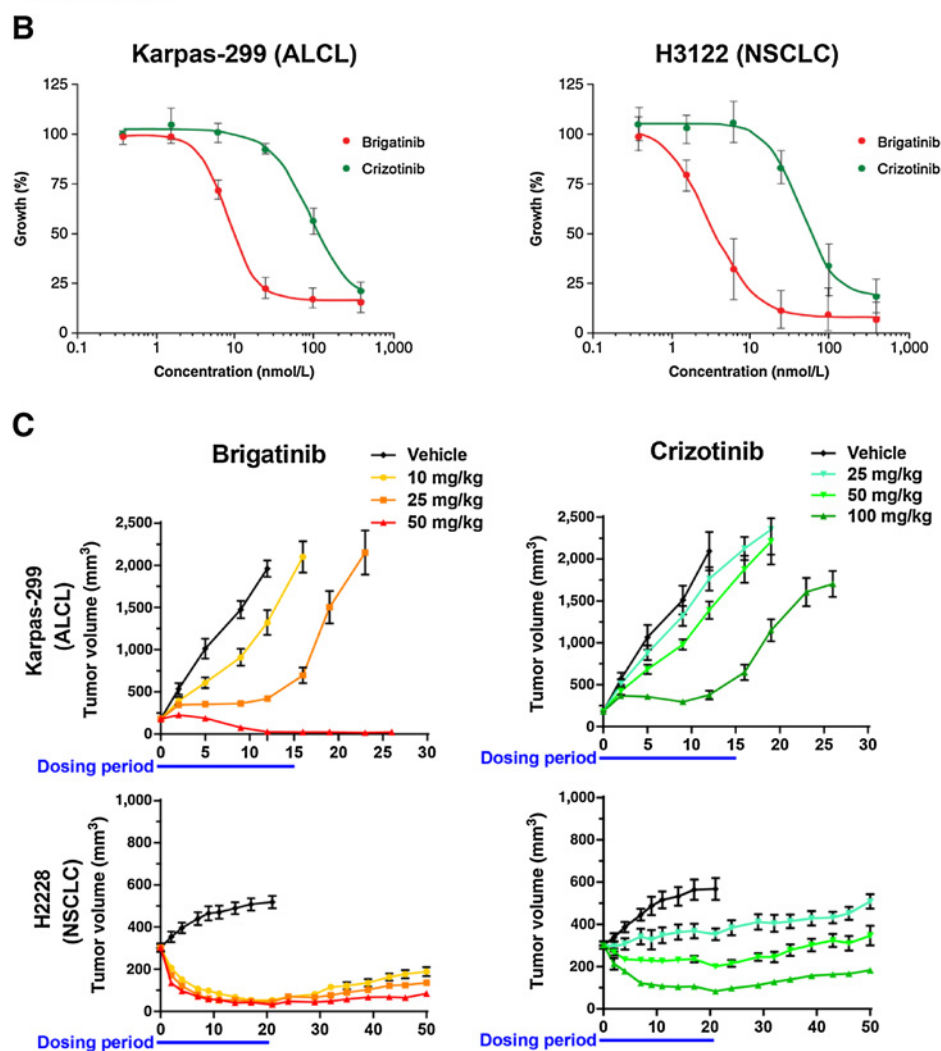 B
Karpas-299 (ALCL)
125
100
75
50
25
0
0.1
1
10
100
1,000
Growth (%)
Concentration (nmol/L)
Brigatinib
Crizotinib
H3122 (NSCLC)
125
100
75
50
25
0
0.1
1
10
100
1,000
Growth (%)
Concentration (nmol/L)
Brigatinib
Crizotinib
C
Brigatinib
Vehicle
10 mg/kg
25 mg/kg
50 mg/kg
Crizotinib
Vehicle
25 mg/kg
50 mg/kg
100 mg/kg
Karpas-299
(ALCL)
Tumor volume (mm³)
2,500
2,000
1,500
1,000
500
0
0 5 10 15 20 25 30
Dosing period
Tumor volume (mm³)
2,500
2,000
1,500
1,000
500
0
0 5 10 15 20 25 30
Dosing period
H2228
(NSCLC)
Tumor volume (mm³)
1,000
800
600
400
200
0
0 10 20 30 40 50
Dosing period
Tumor volume (mm³)
1,000
800
600
400
200
0
0 10 20 30 40 50
Dosing period